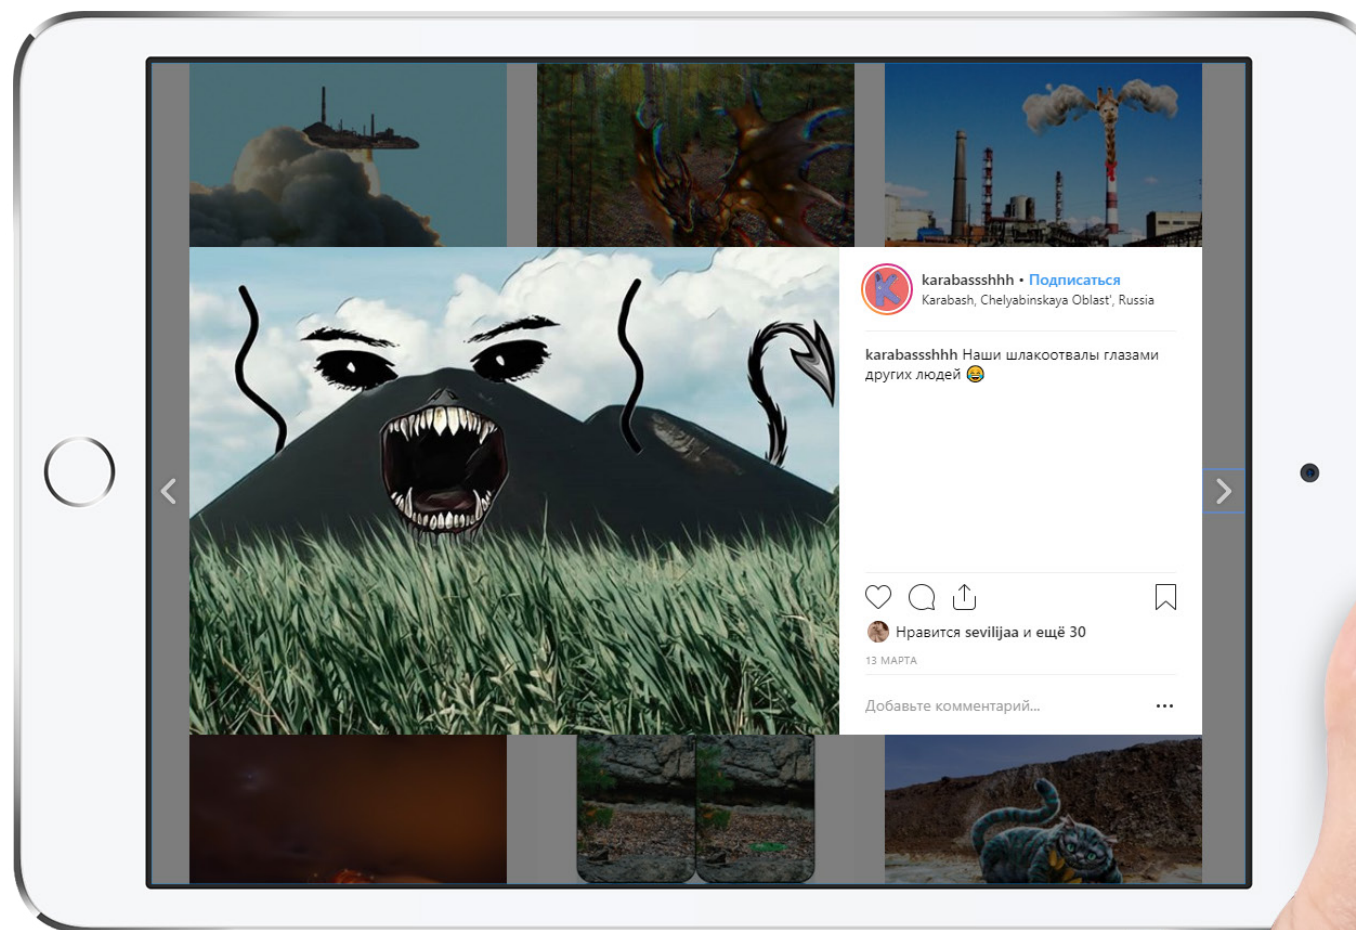 karabassshhh • Подписаться
Karabash, Chelyabinskaya Oblast', Russia
karabassshhh Наши шлакоотвалы глазами
других людей 😂
Нравится sevilijaa и ещё 30
13 МАРТА
Добавьте комментарий...